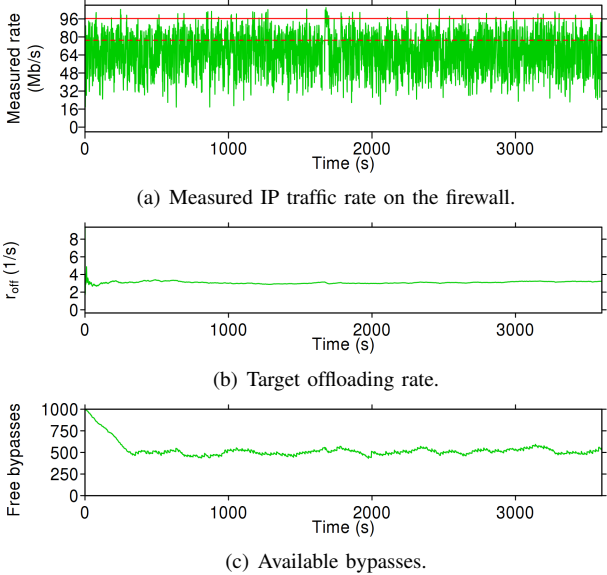 Measured rate
(Mb/s)
96
80
64
48
32
16
0
0 1000 2000 3000
Time (s)
(a) Measured IP traffic rate on the firewall.
r_off (1/s)
8
6
4
2
0
0 1000 2000 3000
Time (s)
(b) Target offloading rate.
Free bypasses
1000
750
500
250
0
0 1000 2000 3000
Time (s)
(c) Available bypasses.